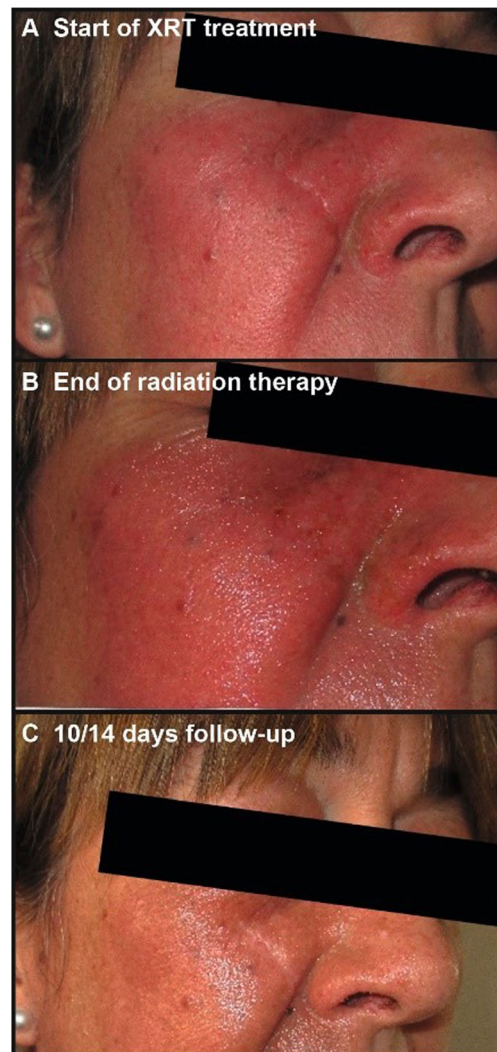 A Start of XRT treatment
B End of radiation therapy
C 10/14 days follow-up